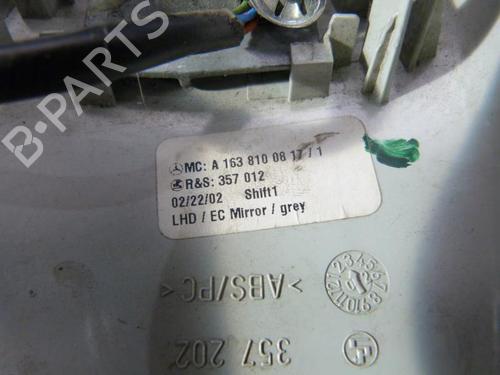 MC: A 163 810 08 17 / 1
R&S: 357 012
02/22/02 Shift1
LHD / EC Mirror / grey
>ABS/PC<
357 202
B-PARTS